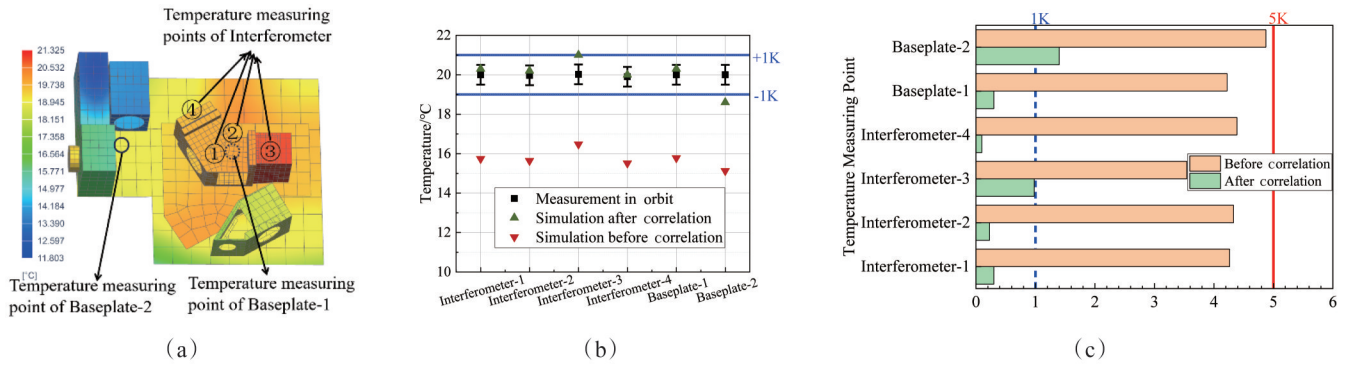 Temperature measuring
points of Interferometer
21.325
20.532
19.738
18.945
18.151
17.358
16.565
15.771
14.977
14.184
13.390
12.597
11.803
[°C]
④
②
①
③
Temperature measuring
point of Baseplate-2
Temperature measuring
point of Baseplate-1
(a)
22
20
18
16
14
12
10
Temperature/°C
+1K
-1K
Measurement in orbit
Simulation after correlation
Simulation before correlation
Interferometer-1
Interferometer-2
Interferometer-3
Interferometer-4
Baseplate-1
Baseplate-2
(b)
1K
5K
Temperature Measuring Point
Baseplate-2
Baseplate-1
Interferometer-4
Interferometer-3
Interferometer-2
Interferometer-1
Before correlation
After correlation
0 1 2 3 4 5 6
(c)